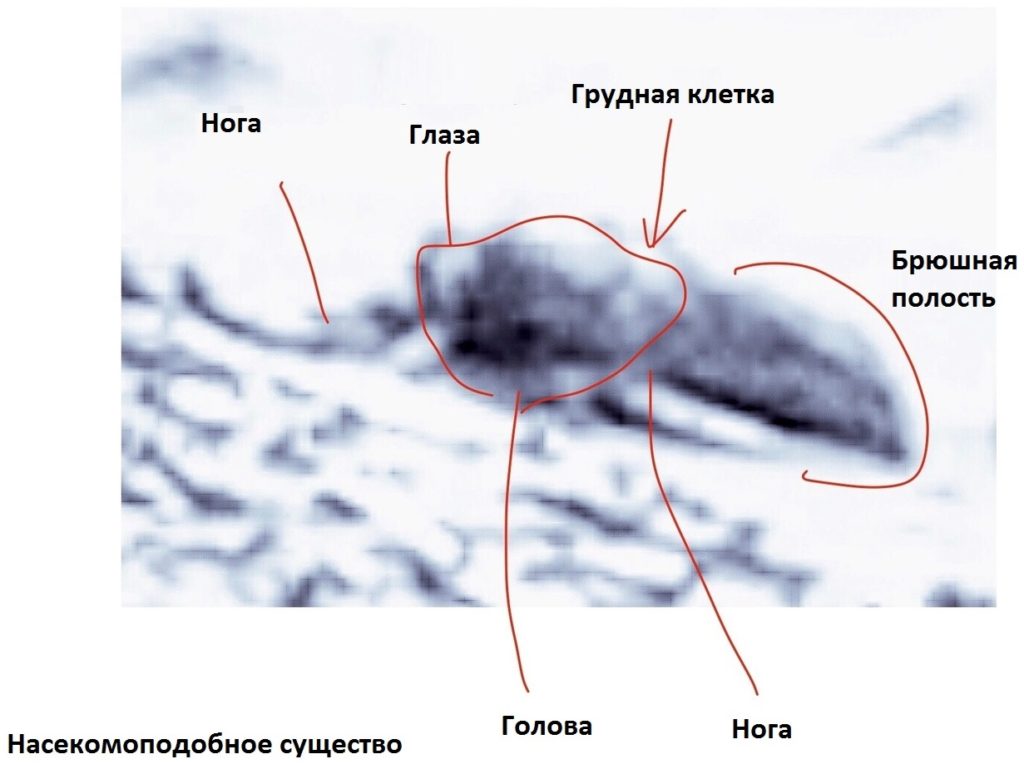 Грудная клетка
Нога
Глаза
Брюшная
полость
Голова
Нога
Насекомоподобное существо